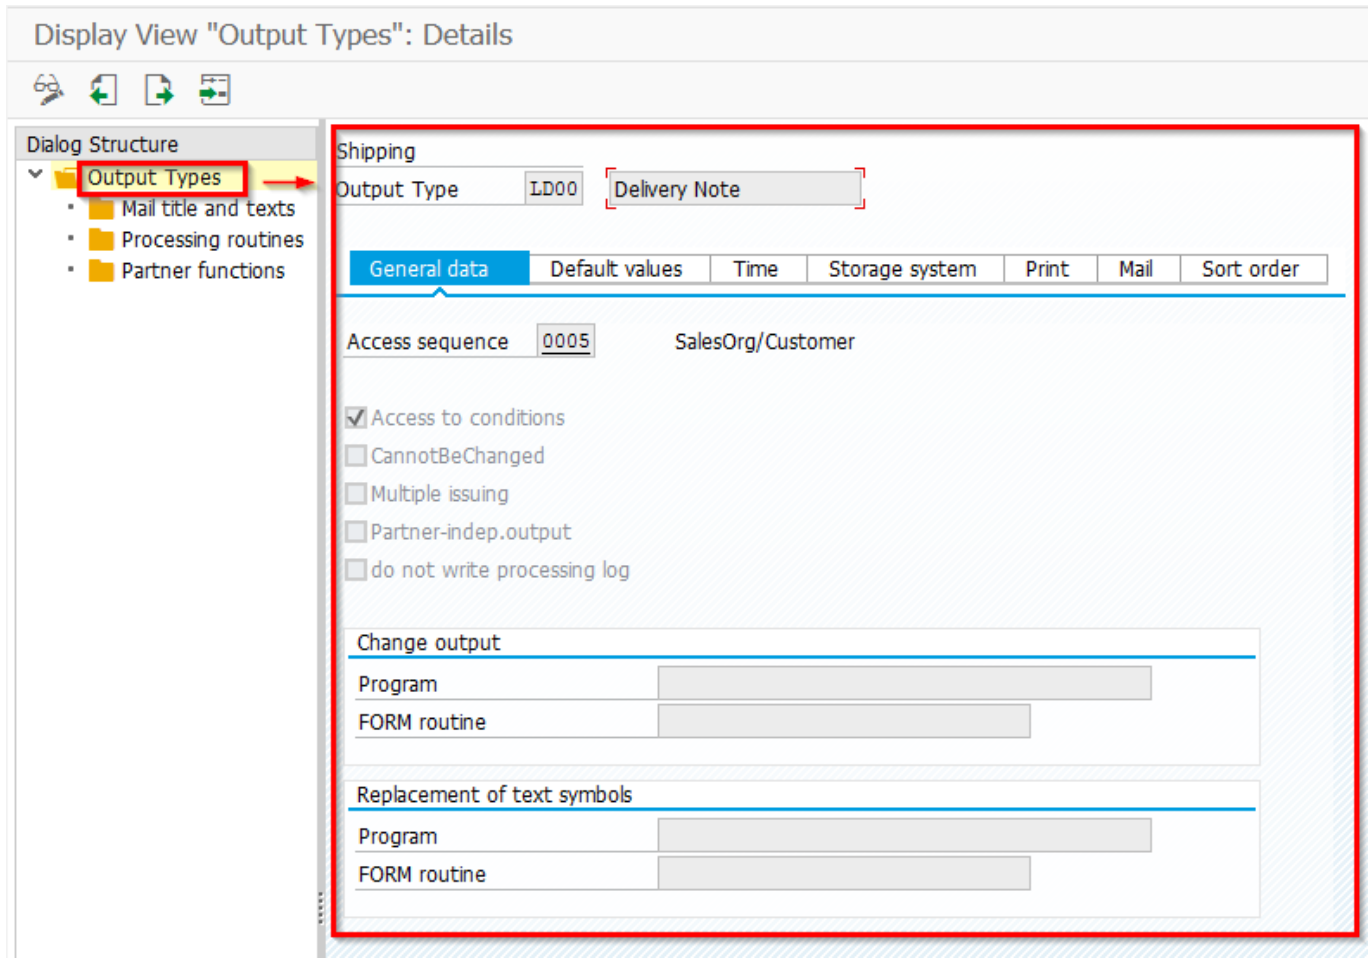 Display View "Output Types": Details
Dialog Structure
Output Types
Mail title and texts
Processing routines
Partner functions
Shipping
Output Type LD00 Delivery Note
General data Default values Time Storage system Print Mail Sort order
Access sequence 0005 SalesOrg/Customer
Access to conditions
CannotBeChanged
Multiple issuing
Partner-indep.output
do not write processing log
Change output
Program
FORM routine
Replacement of text symbols
Program
FORM routine